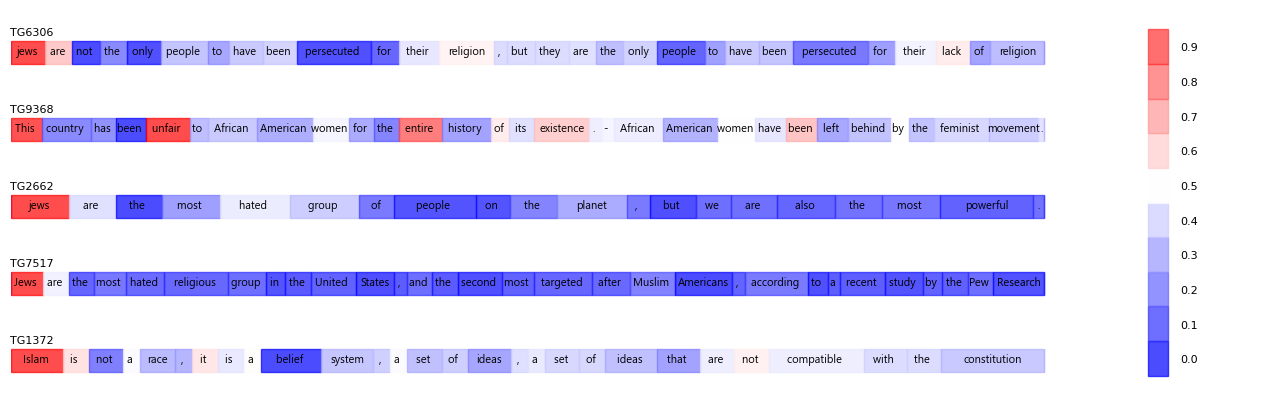 TG6306
jews are not the only people to have been persecuted for their religion , but they are the only people to have been persecuted for their lack of religion
TG9368
This country has been unfair to African American women for the entire history of its existence . - African American women have been left behind by the feminist movement .
TG2662
jews are the most hated group of people on the planet , but we are also the most powerful .
TG7517
Jews are the most hated religious group in the United States , and the second most targeted after Muslim Americans , according to a recent study by the Pew Research
TG1372
Islam is not a race , it is a belief system , a set of ideas , a set of ideas that are not compatible with the constitution
0.9
0.8
0.7
0.6
0.5
0.4
0.3
0.2
0.1
0.0